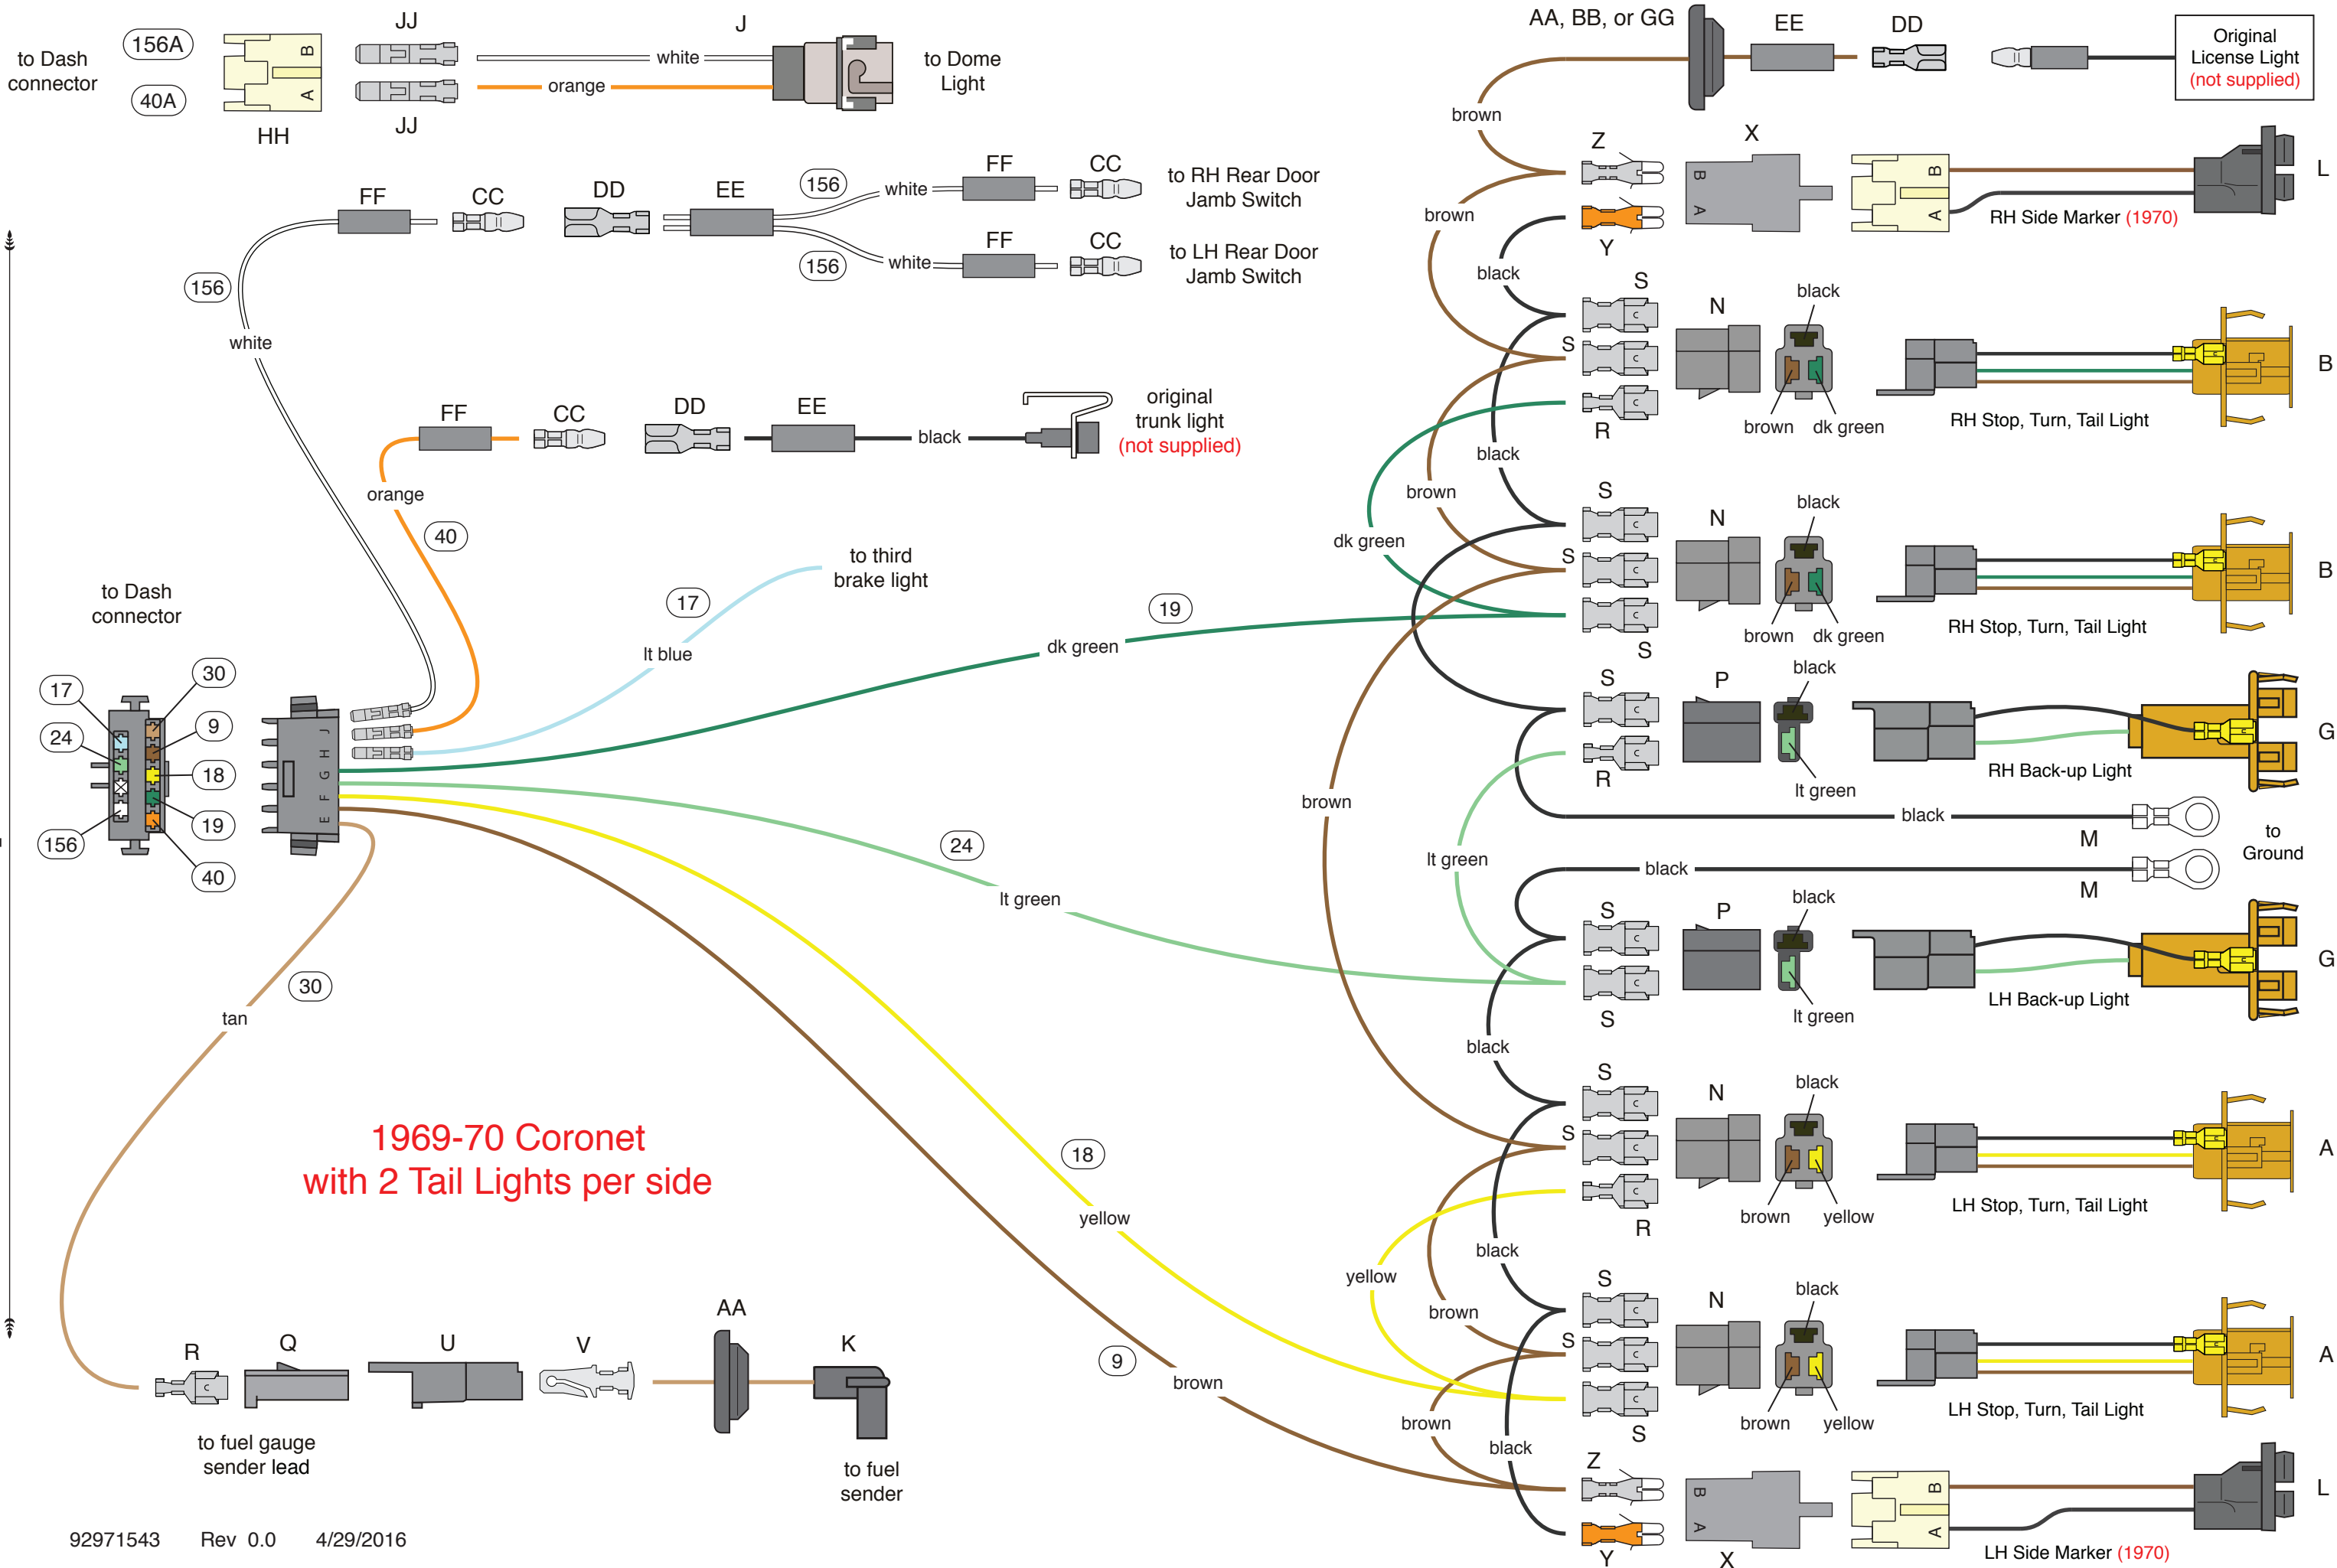 to Dash
connector
156A
40A
B
A
HH
JJ
JJ
white
orange
J
to Dome
Light
AA, BB, or GG
EE
DD
Original
License Light
(not supplied)
brown
FF
CC
DD
EE
156
white
FF
CC
to RH Rear Door
Jamb Switch
156
white
FF
CC
to LH Rear Door
Jamb Switch
156
white
Z
Y
X
B
A
B
A
RH Side Marker (1970)
L
brown
black
S
S
R
N
black
brown
dk green
RH Stop, Turn, Tail Light
B
FF
CC
DD
EE
black
original
trunk light
(not supplied)
orange
40
black
brown
dk green
S
S
S
N
black
brown
dk green
RH Stop, Turn, Tail Light
B
to third
brake light
17
lt blue
19
dk green
to Dash
connector
17
24
156
30
9
18
19
40
J
H
G
F
E
S
R
P
black
lt green
RH Back-up Light
G
brown
black
M
to
Ground
lt green
black
M
24
lt green
S
S
P
black
lt green
LH Back-up Light
G
30
tan
black
S
S
R
N
black
brown
yellow
LH Stop, Turn, Tail Light
A
1969-70 Coronet
with 2 Tail Lights per side
18
yellow
black
yellow
brown
S
S
S
N
black
brown
yellow
LH Stop, Turn, Tail Light
A
R
Q
U
V
AA
K
9
brown
brown
black
to fuel gauge
sender lead
to fuel
sender
Z
Y
X
B
A
B
A
LH Side Marker (1970)
L
92971543 Rev 0.0 4/29/2016